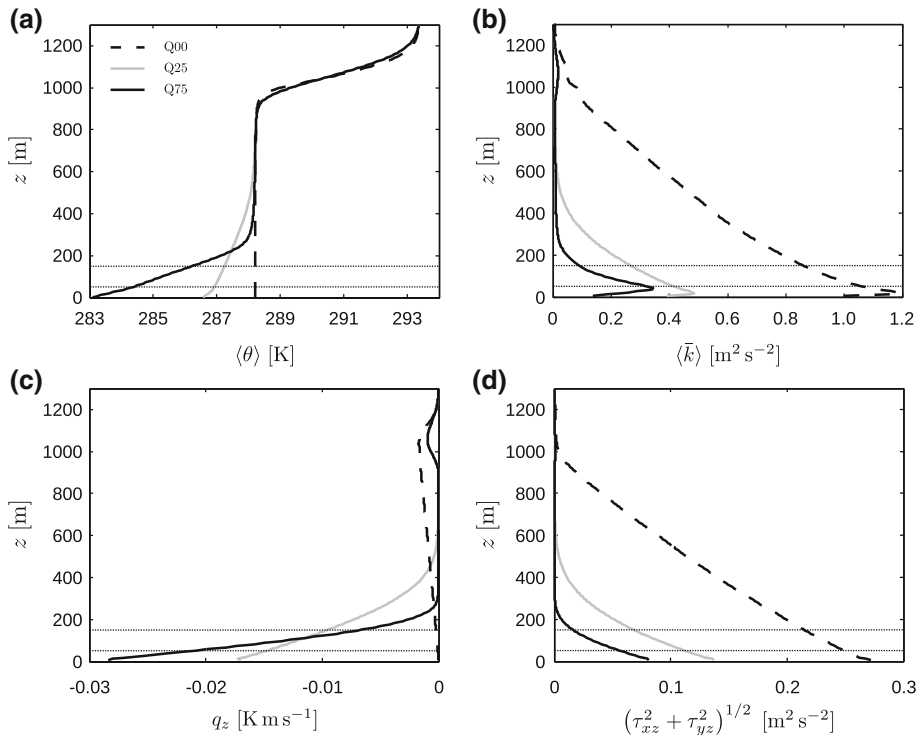 (a)
1300
1200
1000
800
600
400
200
0
z [m]
Q00
Q25
Q75
283 285 287 289 291 293
⟨θ⟩ [K]
(b)
1200
1000
800
600
400
200
0
z [m]
0 0.2 0.4 0.6 0.8 1.0 1.2
⟨k̄⟩ [m² s⁻²]
(c)
1200
1000
800
600
400
200
0
z [m]
-0.03 -0.02 -0.01 0
q_z [K m s⁻¹]
(d)
1200
1000
800
600
400
200
0
z [m]
0 0.1 0.2 0.3
(τ²_xz + τ²_yz)^1/2 [m² s⁻²]